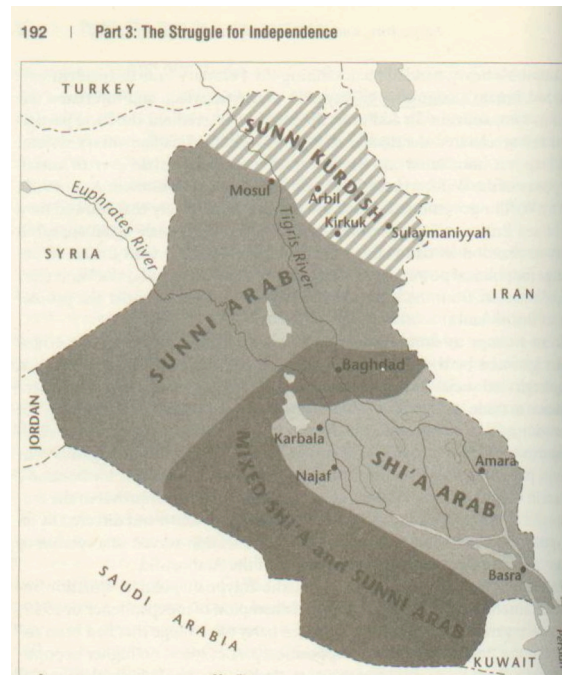 192 | Part 3: The Struggle for Independence
TURKEY
SUNNI KURDISH
Mosul
Arbil
Kirkuk
Sulaymaniyyah
Euphrates River
Tigris River
SYRIA
IRAN
SUNNI ARAB
Baghdad
JORDAN
Karbala
Najaf
SHI'A ARAB
Amara
MIXED SHI'A and SUNNI ARAB
Basra
SAUDI ARABIA
KUWAIT